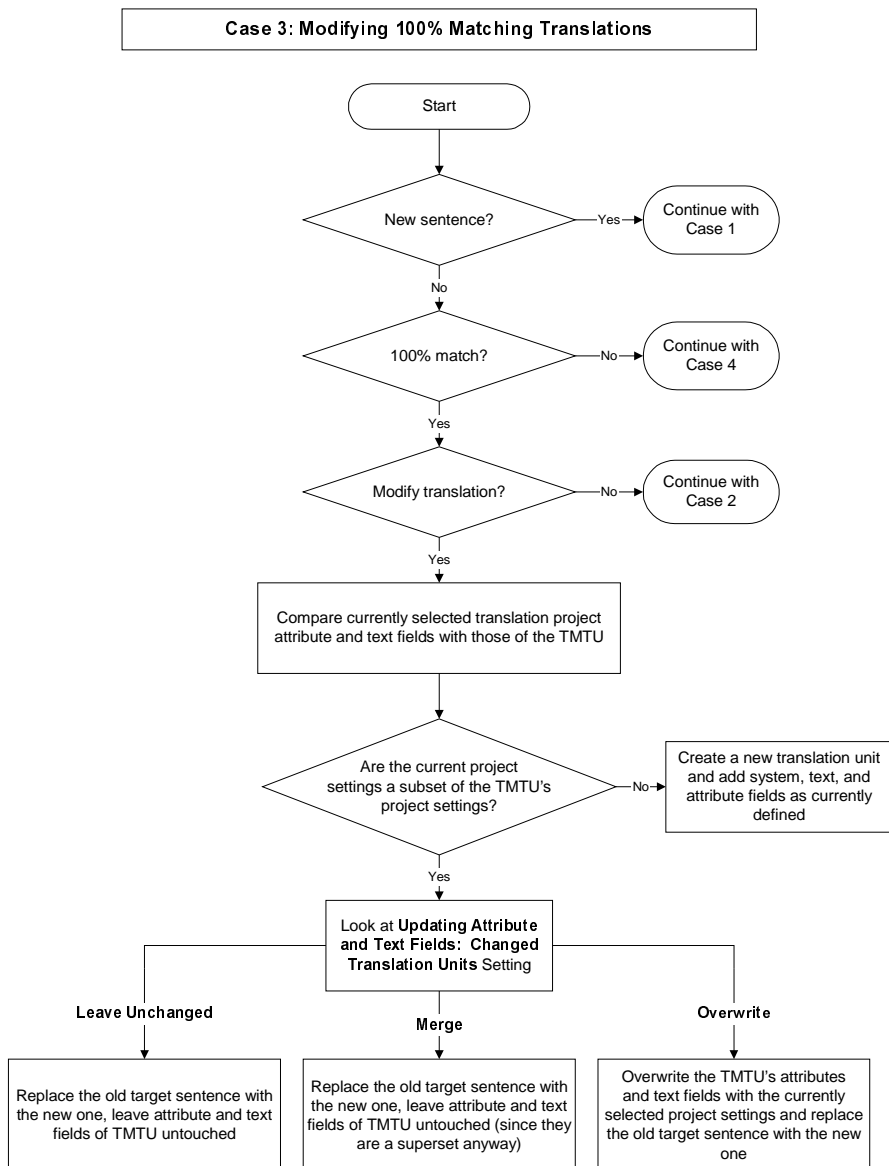 Case 3: Modifying 100% Matching Translations
Start
New sentence?
Yes
Continue with
Case 1
No
100% match?
No
Continue with
Case 4
Yes
Modify translation?
No
Continue with
Case 2
Yes
Compare currently selected translation project
attribute and text fields with those of the TMTU
Are the current project
settings a subset of the TMTU's
project settings?
No
Create a new translation unit
and add system, text, and
attribute fields as currently
defined
Yes
Look at Updating Attribute
and Text Fields: Changed
Translation Units Setting
Leave Unchanged
Merge
Overwrite
Replace the old target sentence with
the new one, leave attribute and text
fields of TMTU untouched
Replace the old target sentence with
the new one, leave attribute and text
fields of TMTU untouched (since they
are a superset anyway)
Overwrite the TMTU's attributes
and text fields with the currently
selected project settings and replace
the old target sentence with the new
one